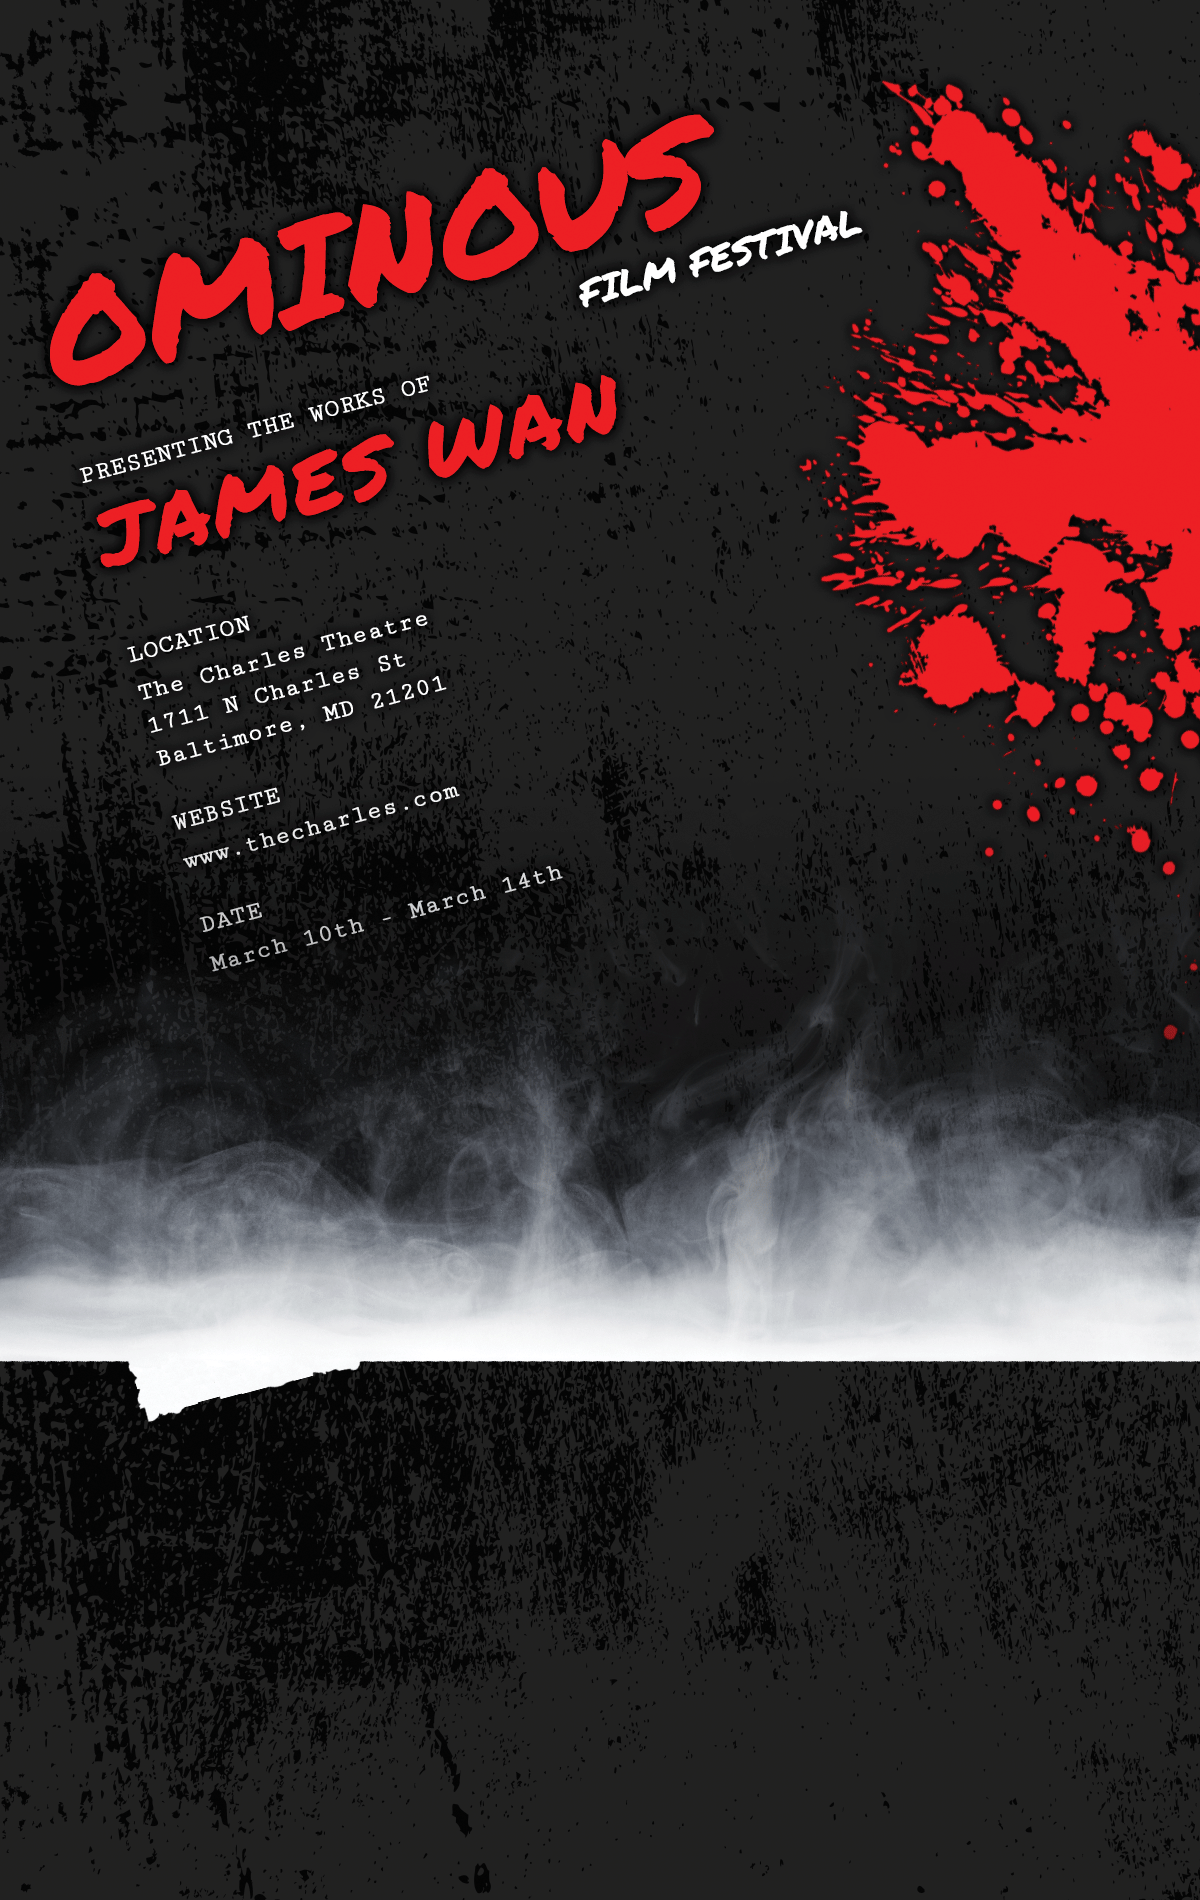 OMINOUS
FILM FESTIVAL
PRESENTING THE WORKS OF
JAMES WAN
LOCATION
The Charles Theatre
1711 N Charles St
Baltimore, MD 21201
WEBSITE
www.thecharles.com
DATE
March 10th - March 14th